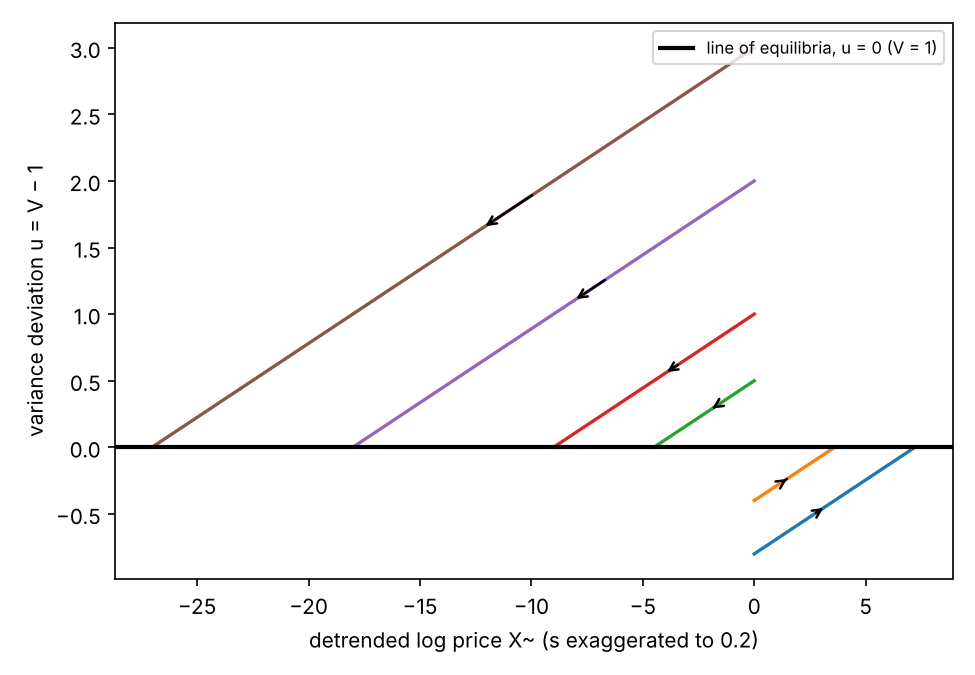 line of equilibria, u = 0 (V = 1)
3.0
2.5
2.0
1.5
1.0
0.5
0.0
−0.5
variance deviation u = V − 1
−25 −20 −15 −10 −5 0 5
detrended log price X~ (s exaggerated to 0.2)